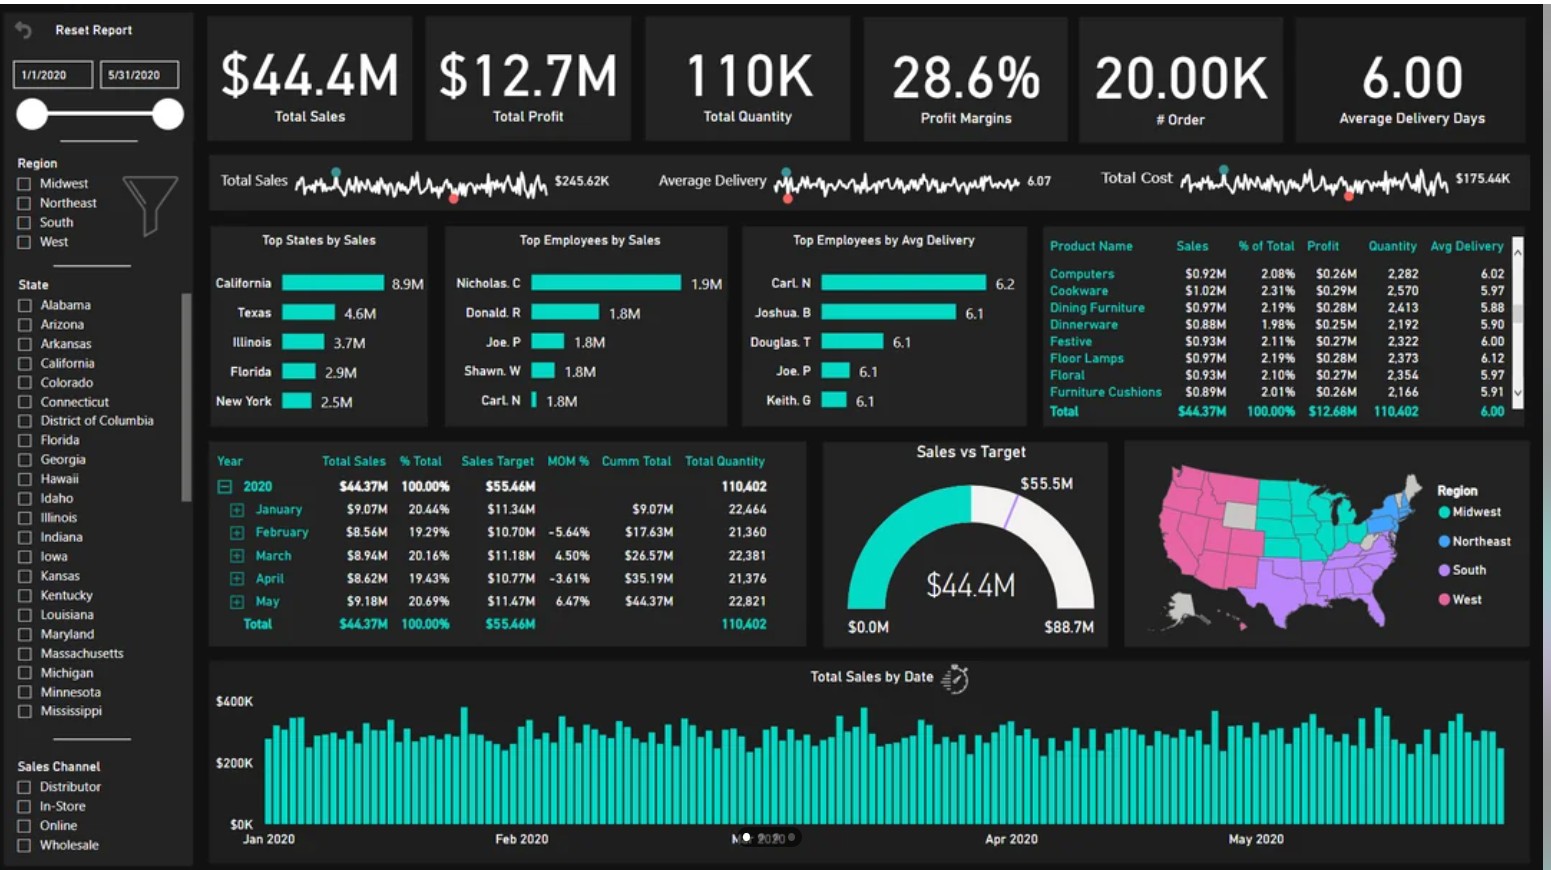 Reset Report
1/1/2020 5/31/2020
Region
Midwest
Northeast
South
West
State
Alabama
Arizona
Arkansas
California
Colorado
Connecticut
District of Columbia
Florida
Georgia
Hawaii
Idaho
Illinois
Indiana
Iowa
Kansas
Kentucky
Louisiana
Maryland
Massachusetts
Michigan
Minnesota
Mississippi
Sales Channel
Distributor
In-Store
Online
Wholesale
$44.4M
Total Sales
$12.7M
Total Profit
110K
Total Quantity
28.6%
Profit Margins
20.00K
# Order
6.00
Average Delivery Days
Total Sales $245.62K
Average Delivery 6.07
Total Cost $175.44K
Top States by Sales
California 8.9M
Texas 4.6M
Illinois 3.7M
Florida 2.9M
New York 2.5M
Top Employees by Sales
Nicholas. C 1.9M
Donald. R 1.8M
Joe. P 1.8M
Shawn. W 1.8M
Carl. N 1.8M
Top Employees by Avg Delivery
Carl. N 6.2
Joshua. B 6.1
Douglas. T 6.1
Joe. P 6.1
Keith. G 6.1
Product Name Sales % of Total Profit Quantity Avg Delivery
Computers $0.92M 2.08% $0.26M 2,282 6.02
Cookware $1.02M 2.31% $0.29M 2,570 5.97
Dining Furniture $0.97M 2.19% $0.28M 2,413 5.88
Dinnerware $0.88M 1.98% $0.25M 2,192 5.90
Festive $0.93M 2.11% $0.27M 2,322 6.00
Floor Lamps $0.97M 2.19% $0.28M 2,373 6.12
Floral $0.93M 2.10% $0.27M 2,354 5.97
Furniture Cushions $0.89M 2.01% $0.26M 2,166 5.91
Total $44.37M 100.00% $12.68M 110,402 6.00
Year Total Sales % Total Sales Target MOM % Cumm Total Total Quantity
2020 $44.37M 100.00% $55.46M 110,402
January $9.07M 20.44% $11.34M $9.07M 22,464
February $8.56M 19.29% $10.70M -5.64% $17.63M 21,360
March $8.94M 20.16% $11.18M 4.50% $26.57M 22,381
April $8.62M 19.43% $10.77M -3.61% $35.19M 21,376
May $9.18M 20.69% $11.47M 6.47% $44.37M 22,821
Total $44.37M 100.00% $55.46M 110,402
Sales vs Target
$55.5M
$44.4M
$0.0M $88.7M
Region
Midwest
Northeast
South
West
Total Sales by Date
$400K
$200K
$0K
Jan 2020 Feb 2020 2020 Apr 2020 May 2020